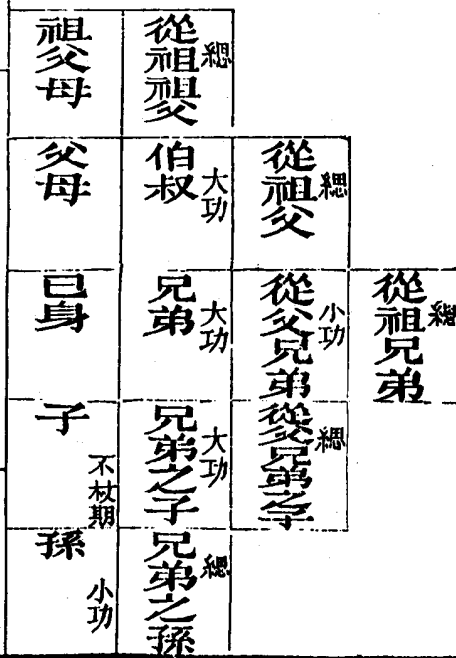 緦
從祖祖父
祖父母
緦
從祖父
大功
伯叔
父母
緦
從祖兄弟
小功
從父兄弟
大功
兄弟
己身
緦
從父兄弟之子
大功
兄弟之子
不杖期
子
緦
兄弟之孫
小功
孫